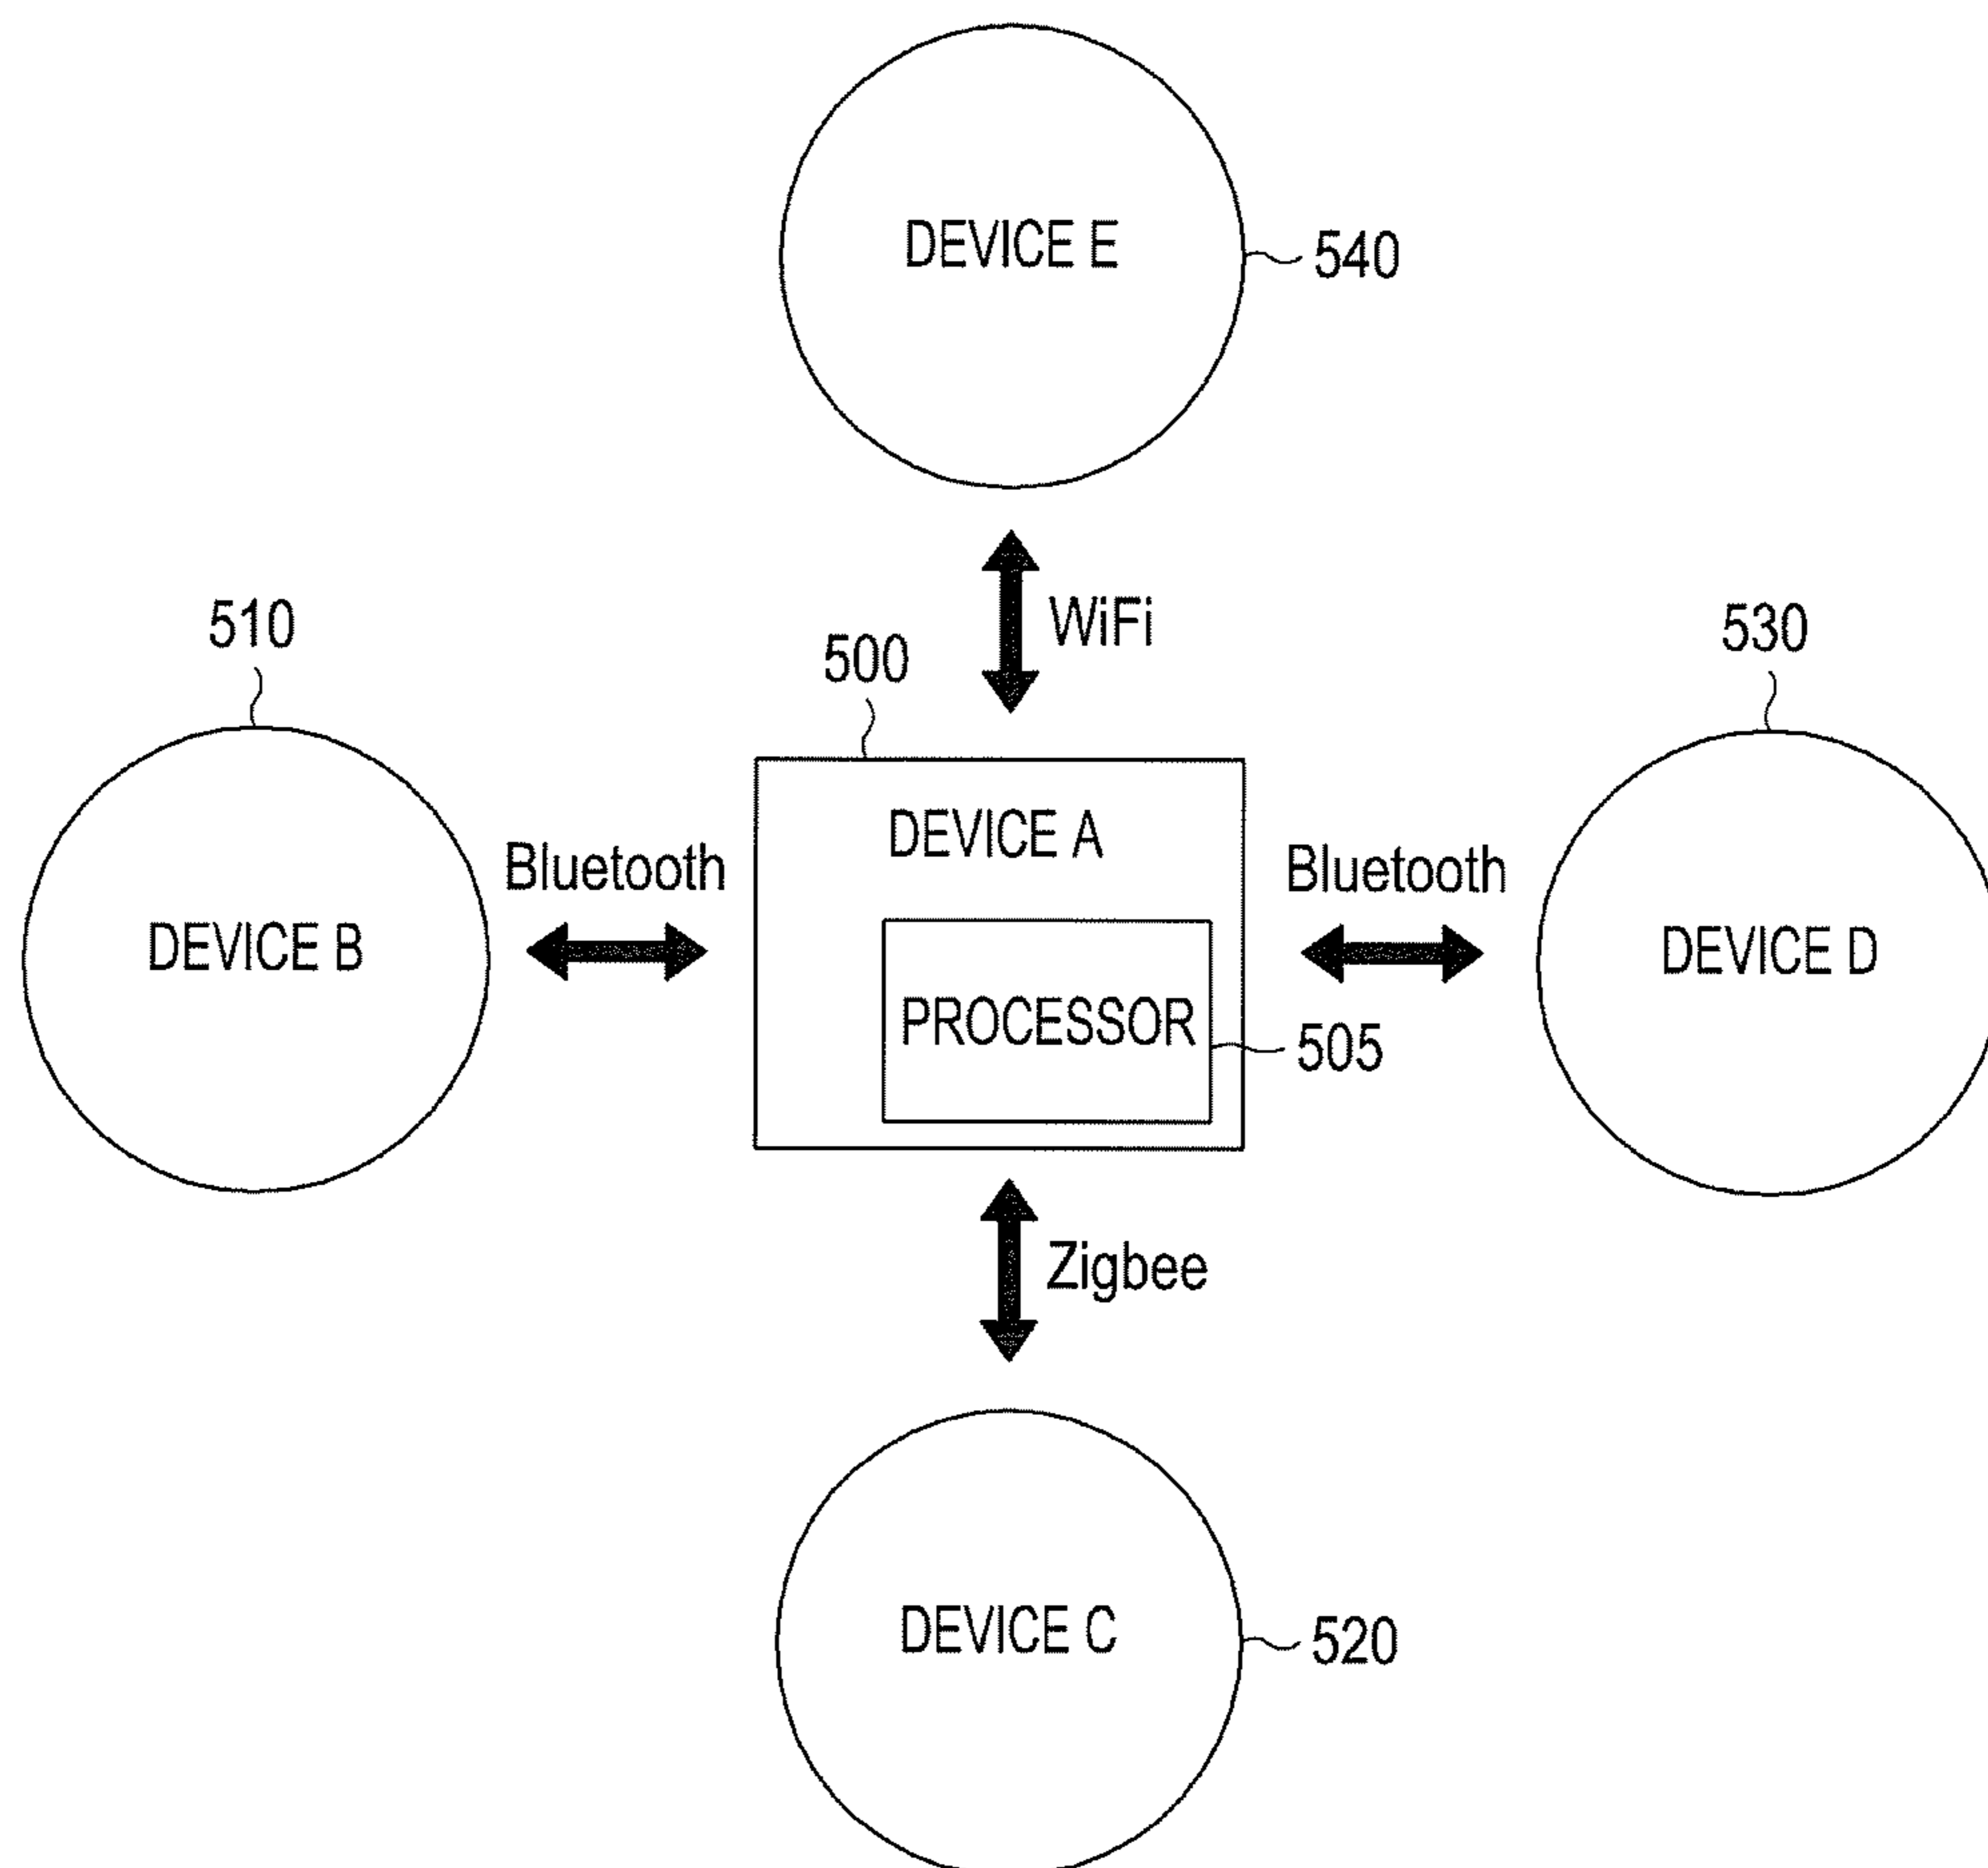 DEVICE E
540
WiFi
510
500
530
DEVICE A
Bluetooth
Bluetooth
DEVICE B
DEVICE D
PROCESSOR
505
Zigbee
DEVICE C
520